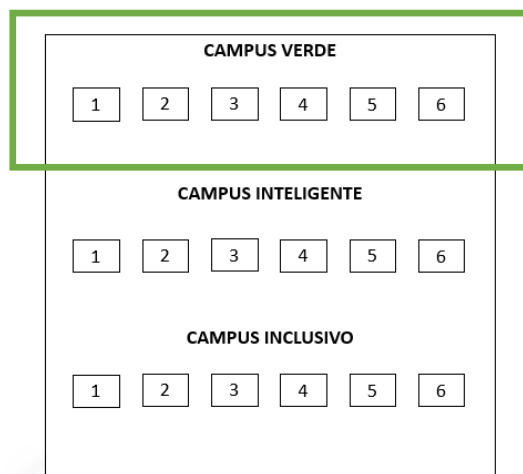 CAMPUS VERDE
1 2 3 4 5 6
CAMPUS INTELIGENTE
1 2 3 4 5 6
CAMPUS INCLUSIVO
1 2 3 4 5 6